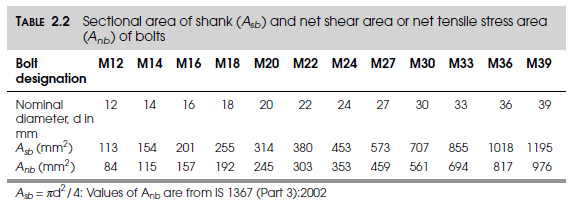 TABLE 2.2 Sectional area of shank (Asb) and net shear area or net tensile stress area
(Anb) of bolts
Bolt M12 M14 M16 M18 M20 M22 M24 M27 M30 M33 M36 M39
designation
Nominal 12 14 16 18 20 22 24 27 30 33 36 39
diameter, d in
mm
Asb (mm²) 113 154 201 255 314 380 453 573 707 855 1018 1195
Anb (mm²) 84 115 157 192 245 303 353 459 561 694 817 976
Asb = πd²/4: Values of Anb are from IS 1367 (Part 3):2002